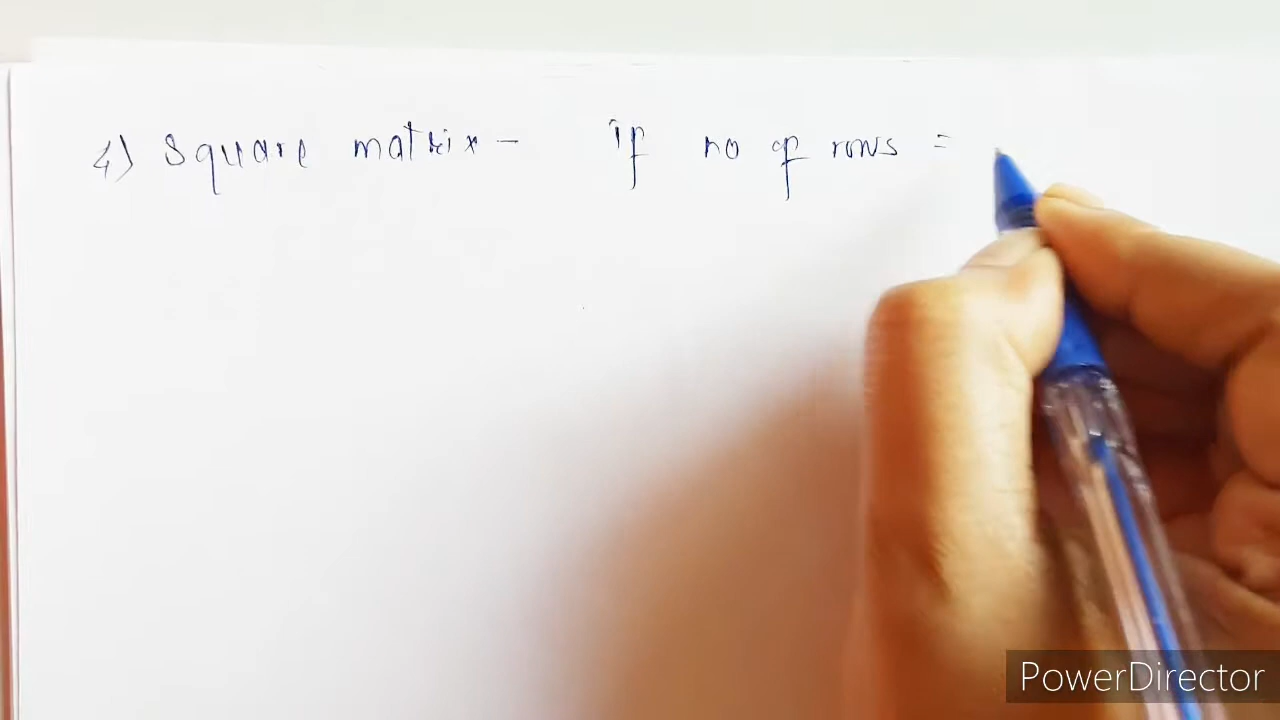 4) Square matrix - if no of rows =
PowerDirector